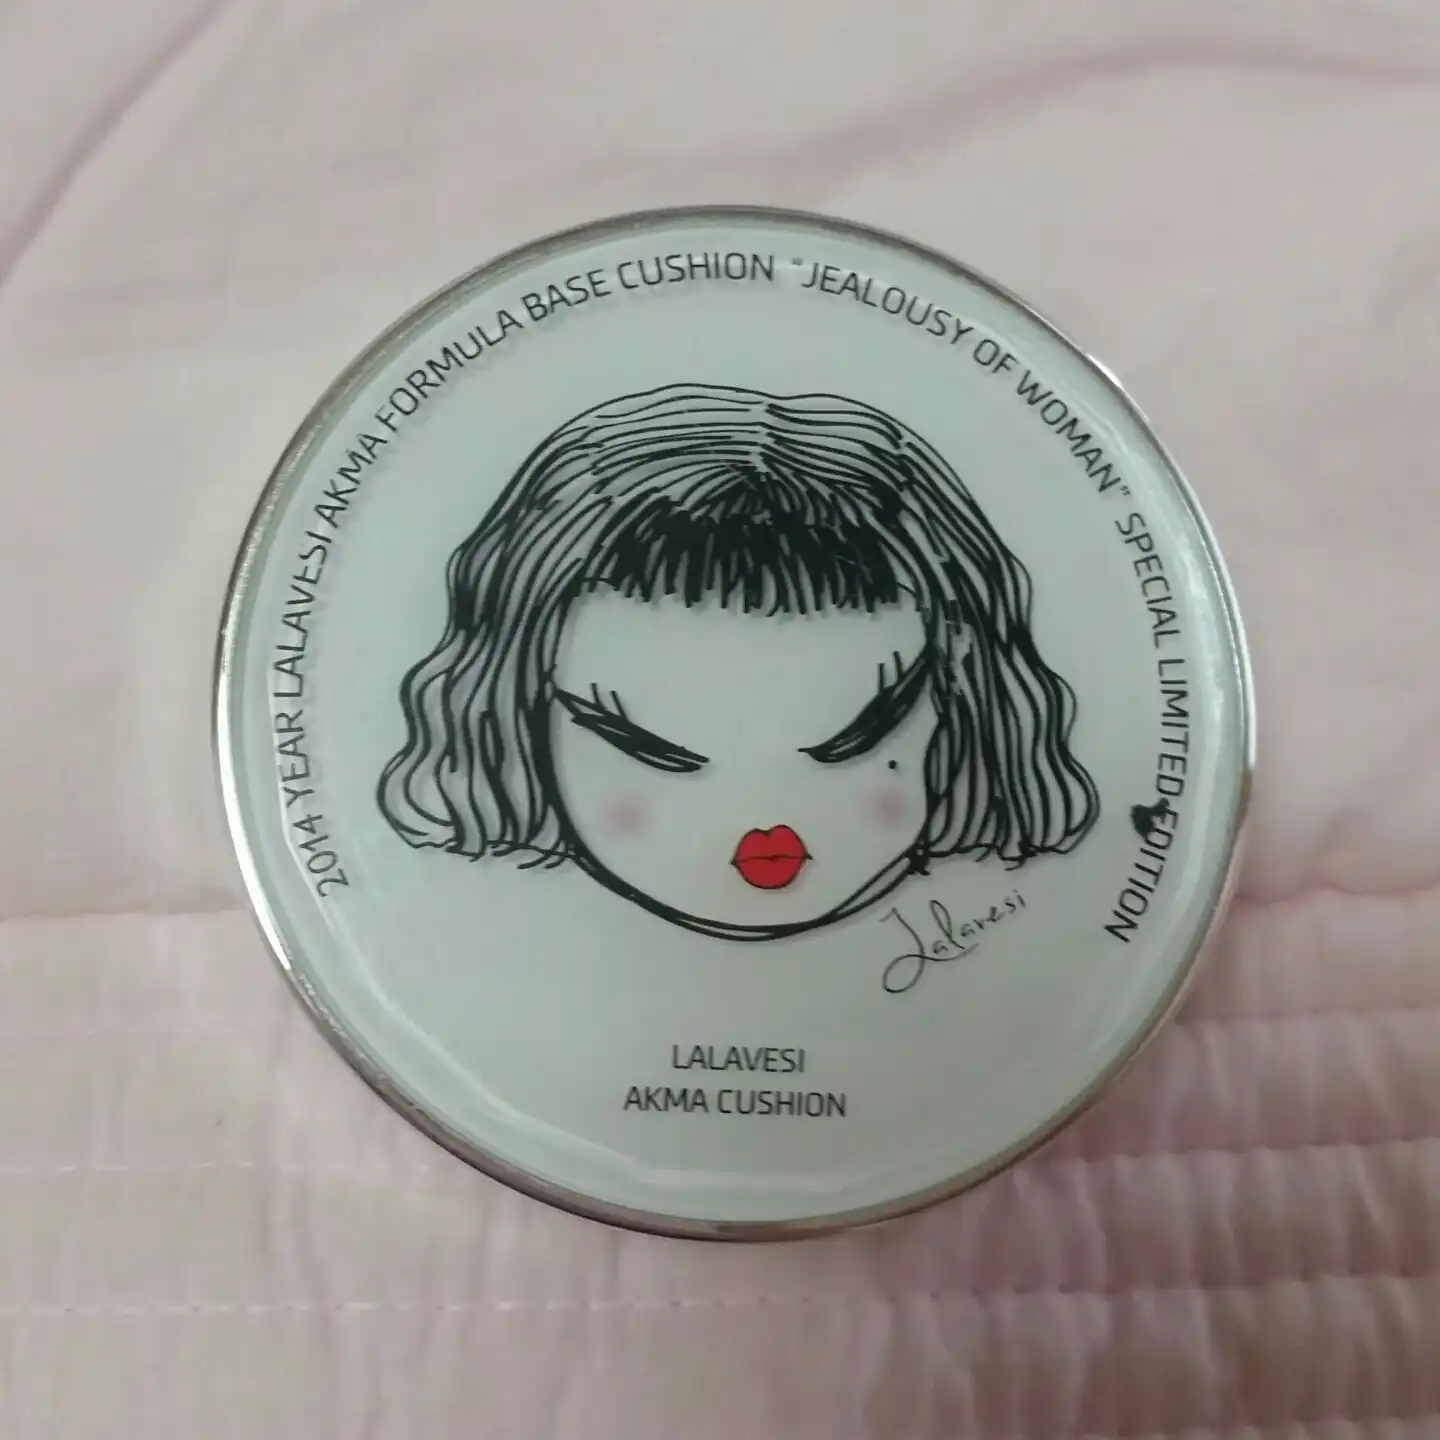 2014 YEAR LALAVESI AKMA FORMULA BASE CUSHION "JEALOUSY OF WOMAN" SPECIAL LIMITED EDITION
Lalavesi
LALAVESI
AKMA CUSHION